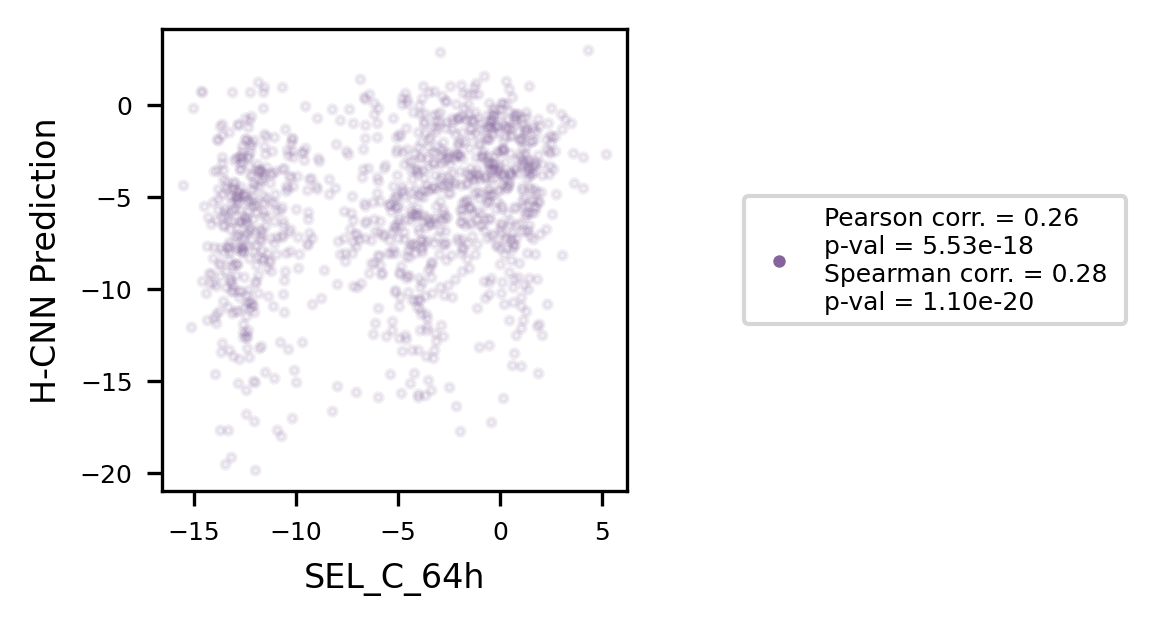 H-CNN Prediction
0
−5
−10
−15
−20
−15
−10
−5
0
5
SEL_C_64h
Pearson corr. = 0.26
p-val = 5.53e-18
Spearman corr. = 0.28
p-val = 1.10e-20